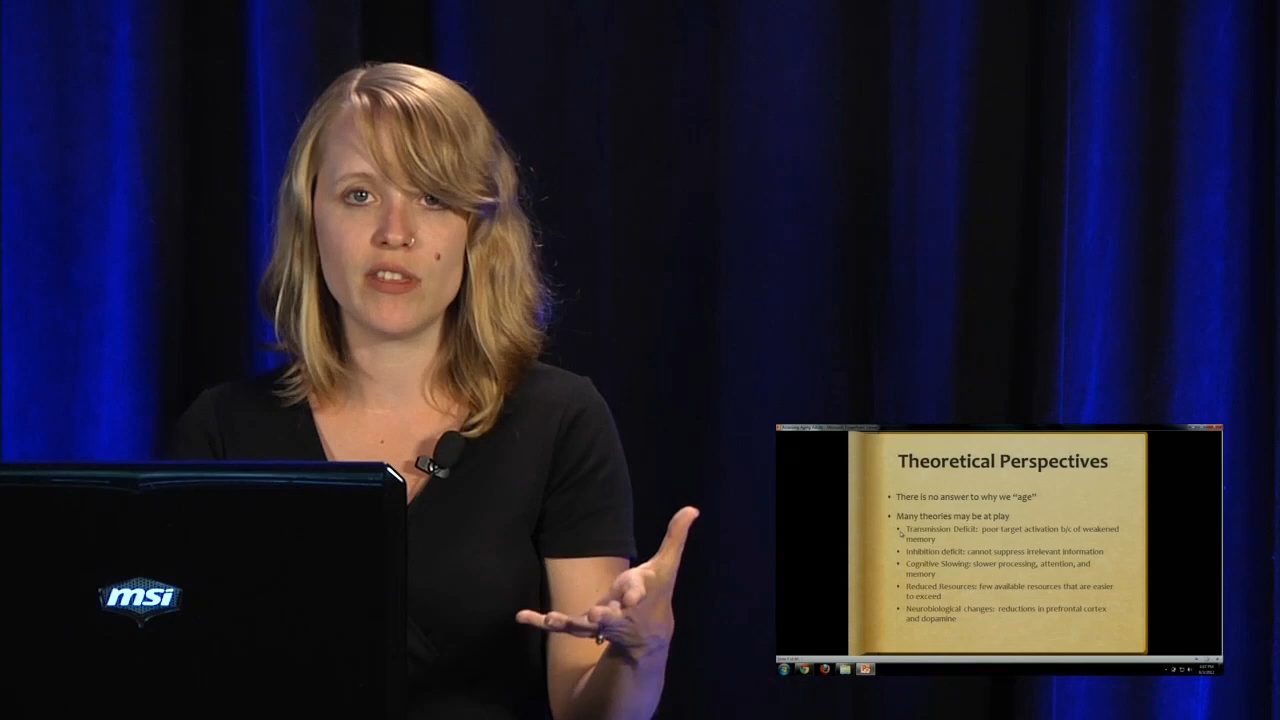 Theoretical Perspectives
• There is no answer to why we “age”
• Many theories may be at play
• Transmission Deficit: poor target activation b/c of weakened
memory
• Inhibition deficit: cannot suppress irrelevant information
• Cognitive Slowing: slower processing, attention, and
memory
• Reduced Resources: few available resources that are easier
to exceed
• Neurobiological changes: reductions in prefrontal cortex
and dopamine
msi